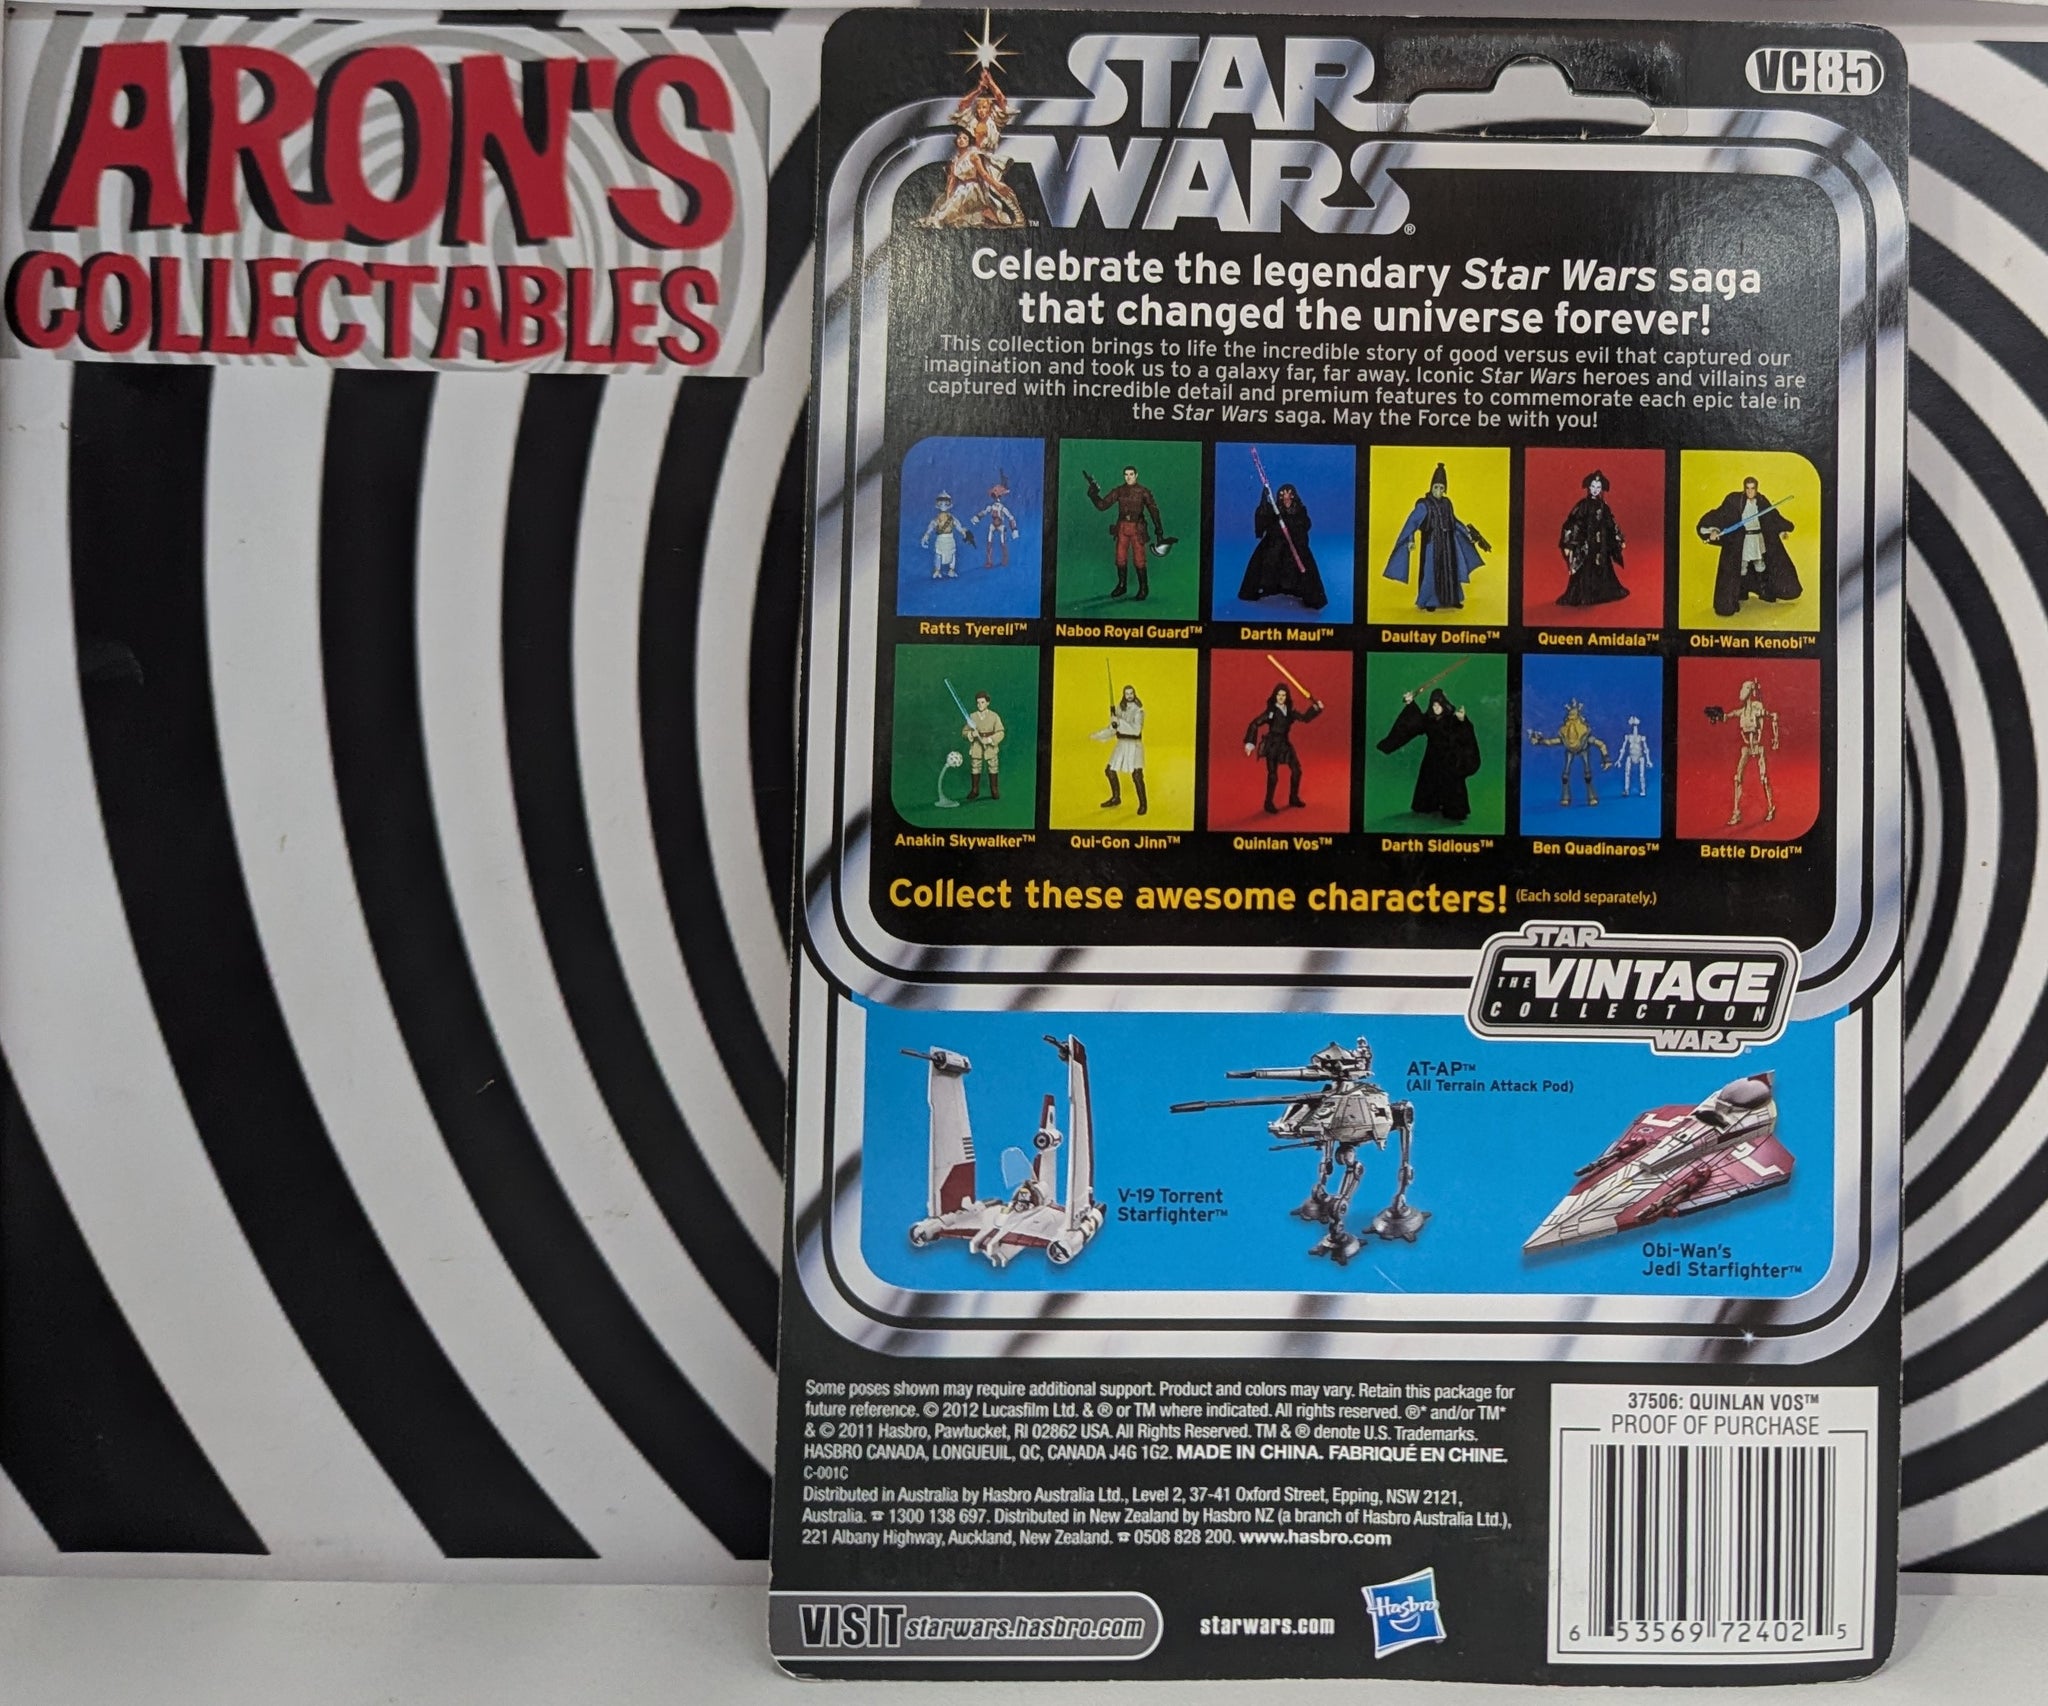 ARON'S
COLLECTABLES
STAR
WARS®
™
VC85
Celebrate the legendary Star Wars saga
that changed the universe forever!
This collection brings to life the incredible story of good versus evil that captured our
imagination and took us to a galaxy far, far away. Iconic Star Wars heroes and villains are
captured with incredible detail and premium features to commemorate each epic tale in
the Star Wars saga. May the Force be with you!
Ratts Tyerell™
Naboo Royal Guard™
Darth Maul™
Daultay Dofine™
Queen Amidala™
Obi-Wan Kenobi™
Anakin Skywalker™
Qui-Gon Jinn™
Quinlan Vos™
Darth Sidious™
Ben Quadinaros™
Battle Droid™
Collect these awesome characters! (Each sold separately.)
STAR
THE VINTAGE
COLLECTION
WARS®
AT-AP™
(All Terrain Attack Pod)
V-19 Torrent
Starfighter™
Obi-Wan's
Jedi Starfighter™
Some poses shown may require additional support. Product and colors may vary. Retain this package for
future reference. © 2012 Lucasfilm Ltd. & ® or TM where indicated. All rights reserved. ®* and/or TM*
& © 2011 Hasbro, Pawtucket, RI 02862 USA. All Rights Reserved. TM & ® denote U.S. Trademarks.
HASBRO CANADA, LONGUEUIL, QC, CANADA J4G 1G2. MADE IN CHINA. FABRIQUÉ EN CHINE.
C-001C
Distributed in Australia by Hasbro Australia Ltd., Level 2, 37-41 Oxford Street, Epping, NSW 2121,
Australia. ☎ 1300 138 697. Distributed in New Zealand by Hasbro NZ (a branch of Hasbro Australia Ltd.),
221 Albany Highway, Auckland, New Zealand. ☎ 0508 828 200. www.hasbro.com
37506: QUINLAN VOS™
PROOF OF PURCHASE
6 53569 72402 5
VISIT starwars.hasbro.com
starwars.com
Hasbro